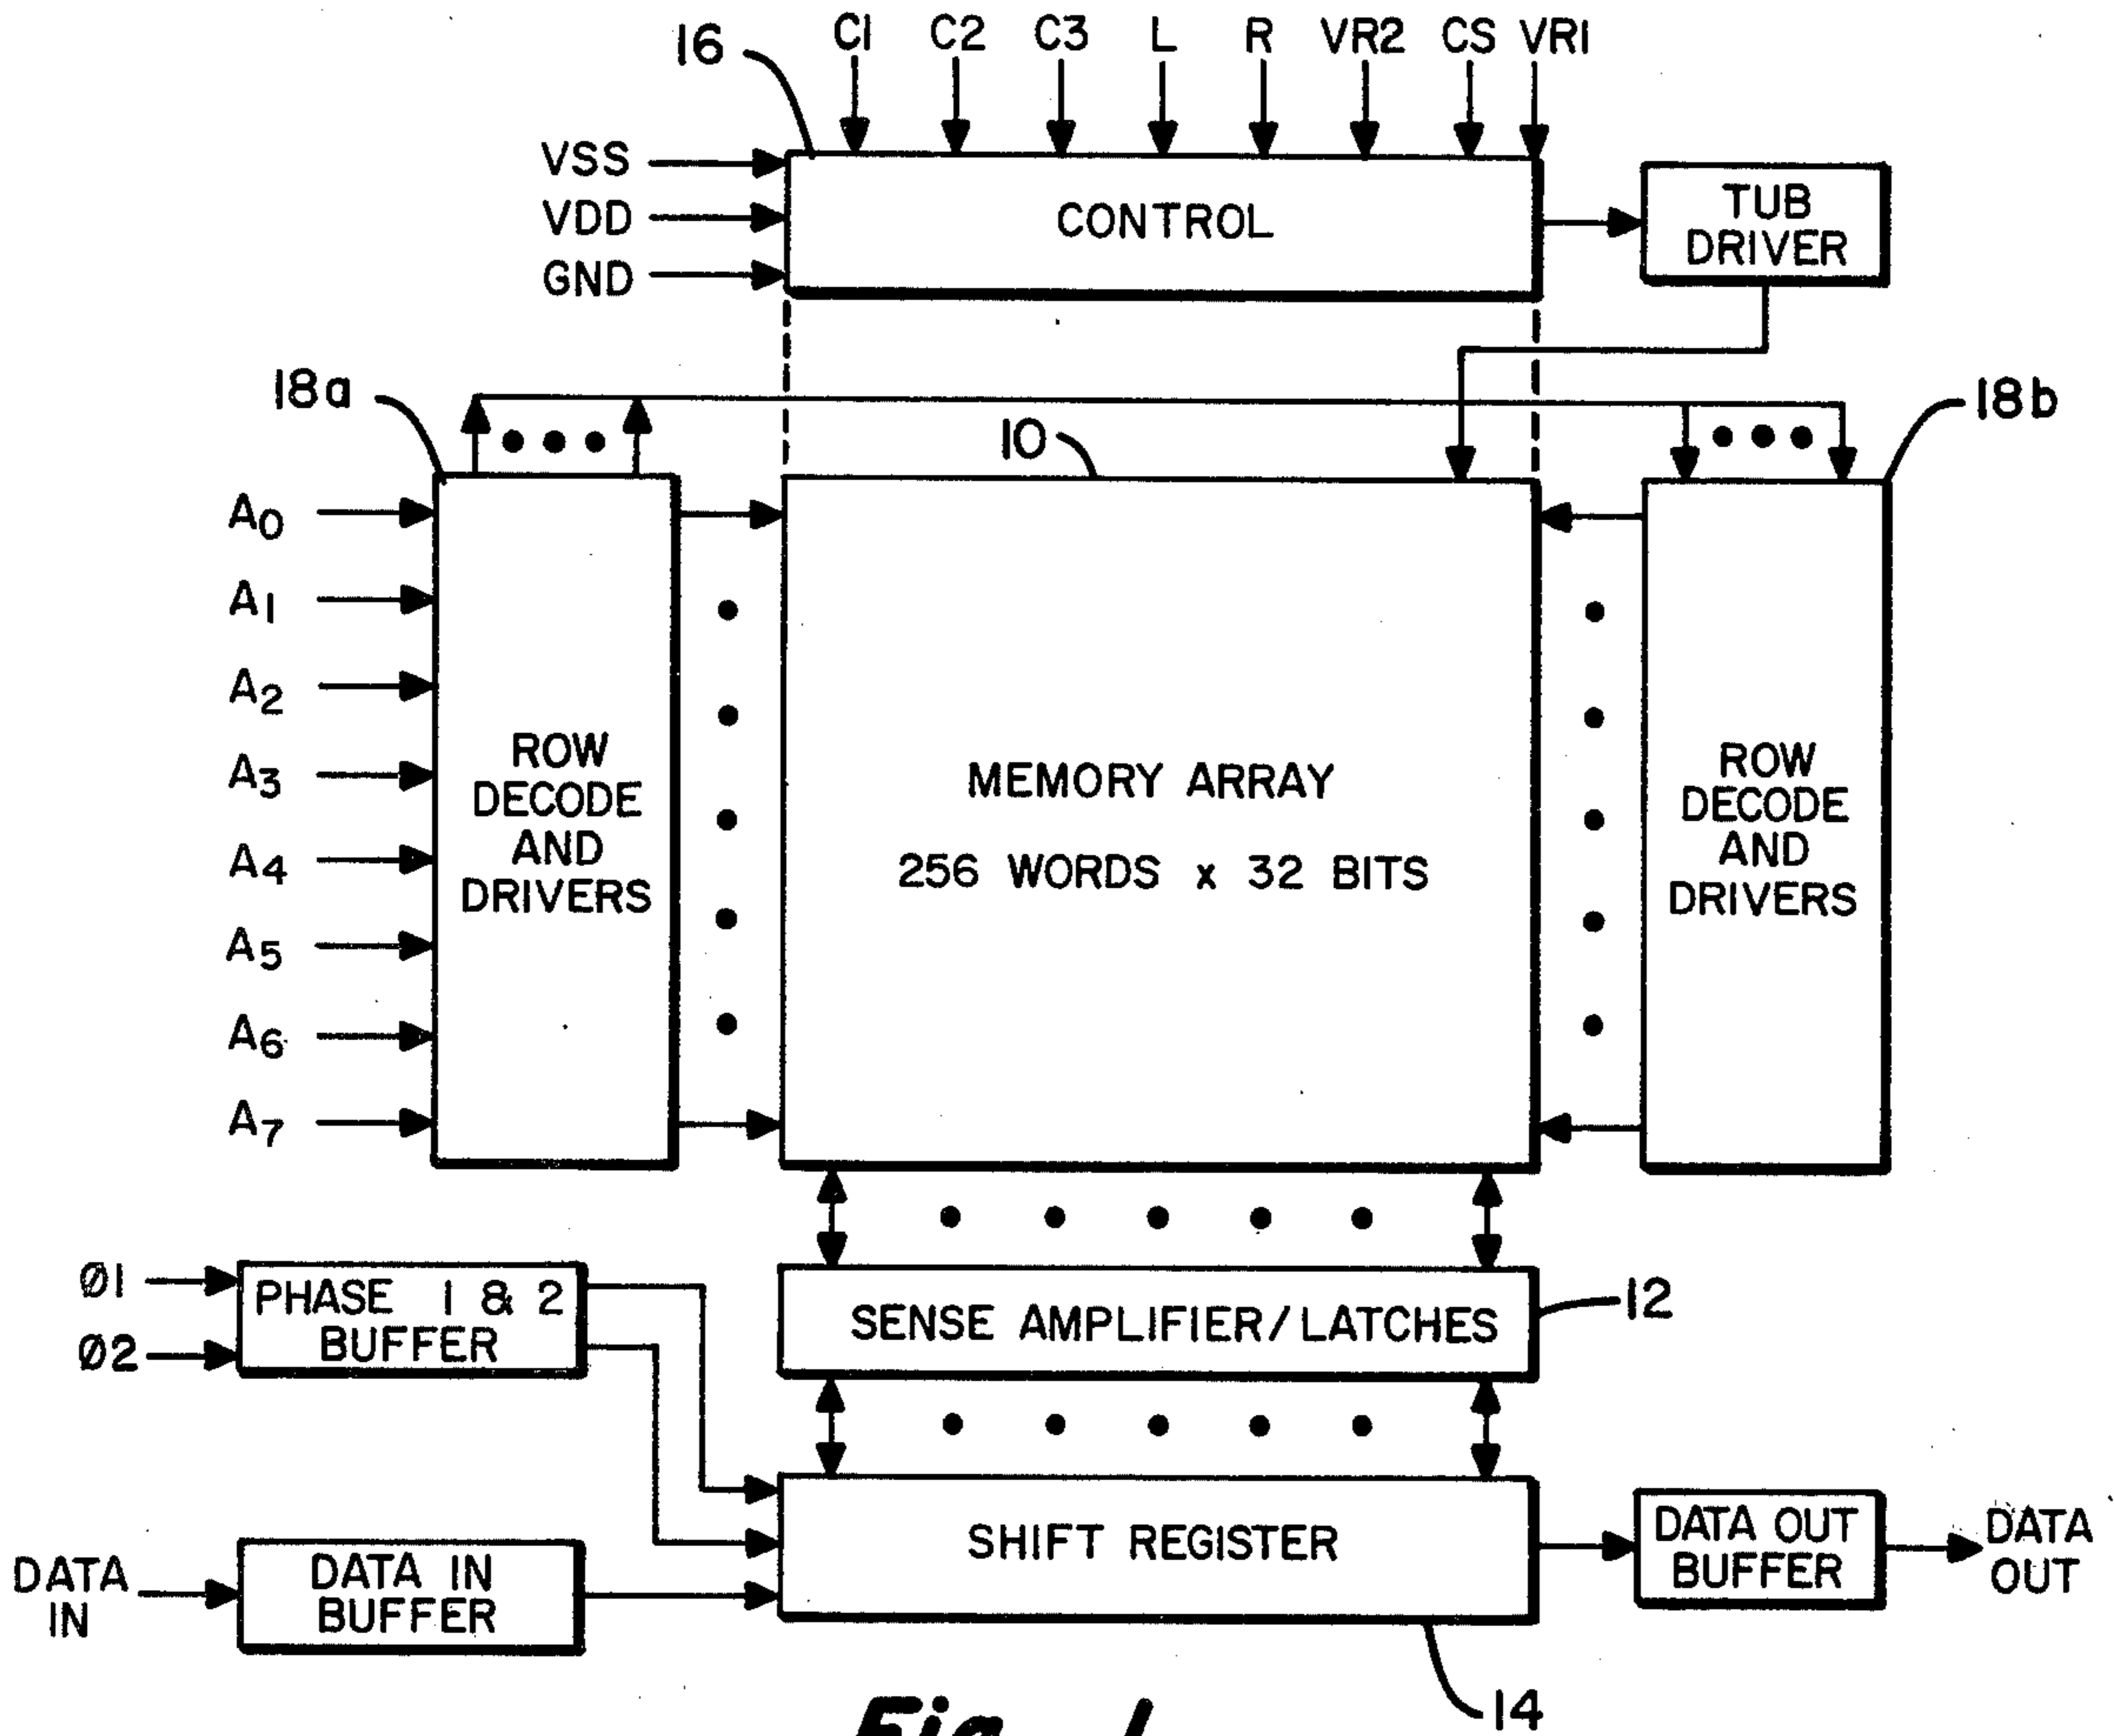 16
C1 C2 C3 L R VR2 CS VR1
VSS
VDD
GND
CONTROL
TUB
DRIVER
18a
10
18b
A0
A1
A2
A3
A4
A5
A6
A7
ROW
DECODE
AND
DRIVERS
MEMORY ARRAY
256 WORDS x 32 BITS
ROW
DECODE
AND
DRIVERS
Ø1
Ø2
PHASE 1 & 2
BUFFER
SENSE AMPLIFIER/LATCHES
12
DATA
IN
DATA IN
BUFFER
SHIFT REGISTER
DATA OUT
BUFFER
DATA
OUT
14
Fig. 1